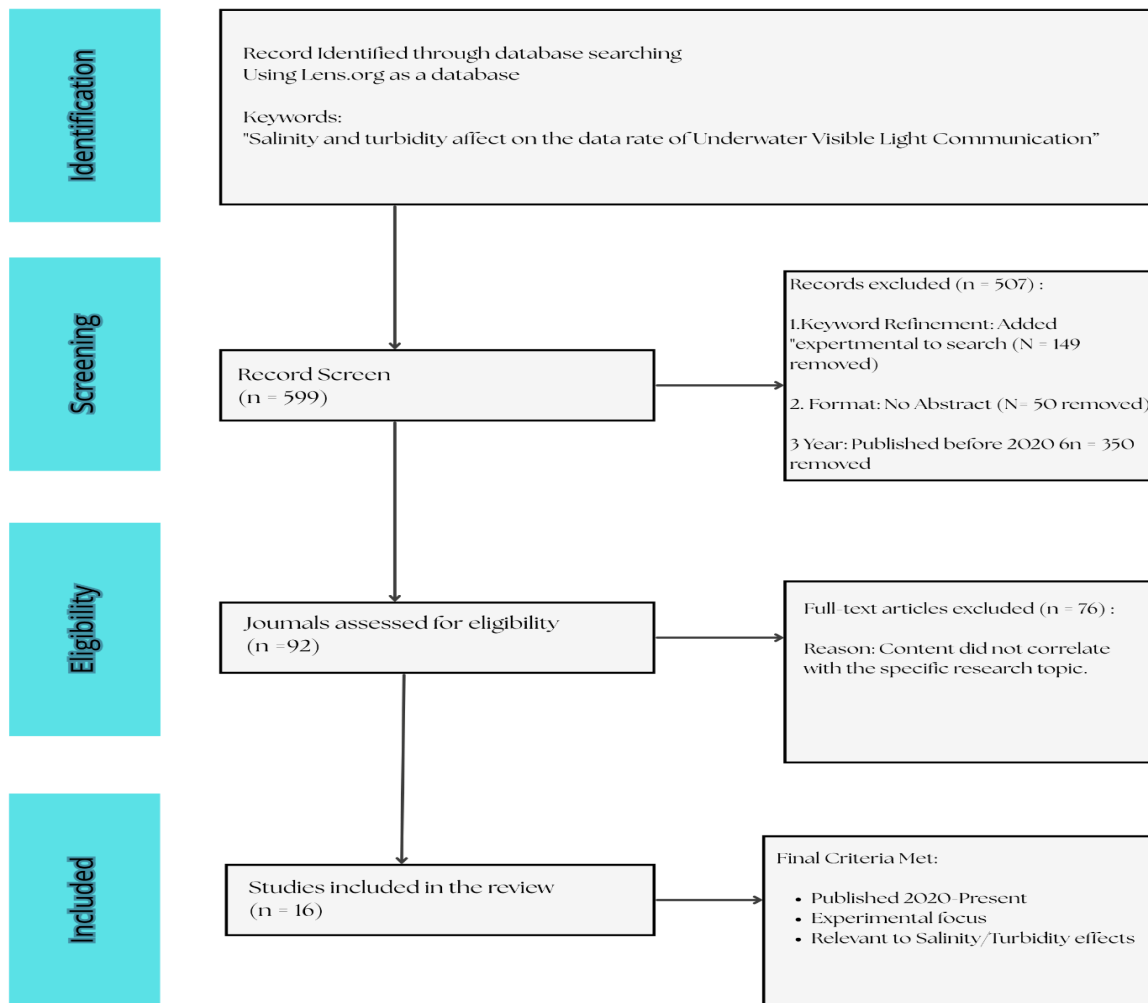 Identification
Record Identified through database searching
Using Lens.org as a database
Keywords:
"Salinity and turbidity affect on the data rate of Underwater Visible Light Communication”
Screening
Record Screen
(n = 599)
Records excluded (n = 507) :
1.Keyword Refinement: Added
"expertmental to search (N = 149
removed)
2. Format: No Abstract (N= 50 removed)
3 Year: Published before 2020 6n = 350
removed
Eligibility
Journals assessed for eligibility
(n =92)
Full-text articles excluded (n = 76) :
Reason: Content did not correlate
with the specific research topic.
Included
Studies included in the review
(n = 16)
Final Criteria Met:
• Published 2020-Present
• Experimental focus
• Relevant to Salinity/Turbidity effects